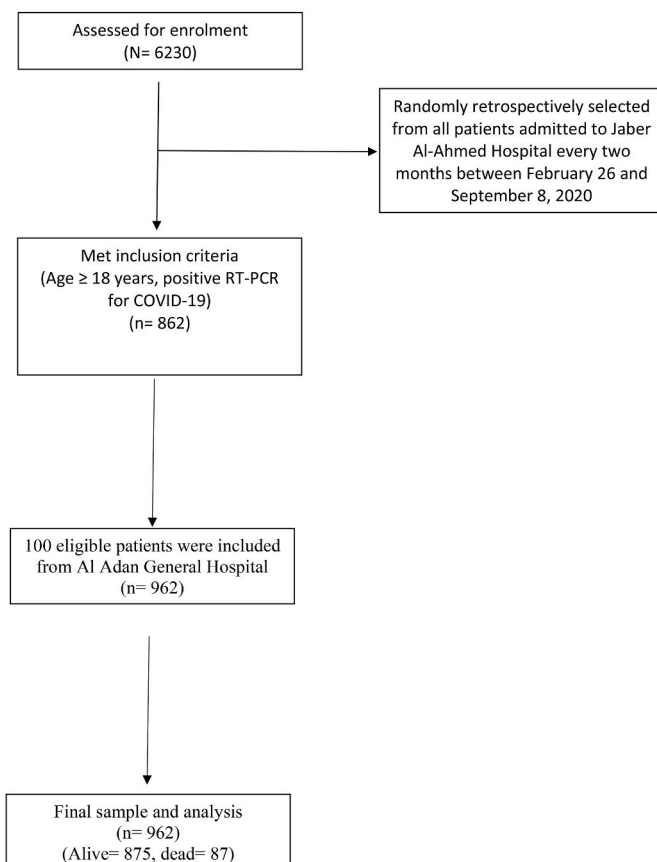 Assessed for enrolment
(N= 6230)
Randomly retrospectively selected
from all patients admitted to Jaber
Al-Ahmed Hospital every two
months between February 26 and
September 8, 2020
Met inclusion criteria
(Age ≥ 18 years, positive RT-PCR
for COVID-19)
(n= 862)
100 eligible patients were included
from Al Adan General Hospital
(n= 962)
Final sample and analysis
(n= 962)
(Alive= 875, dead= 87)